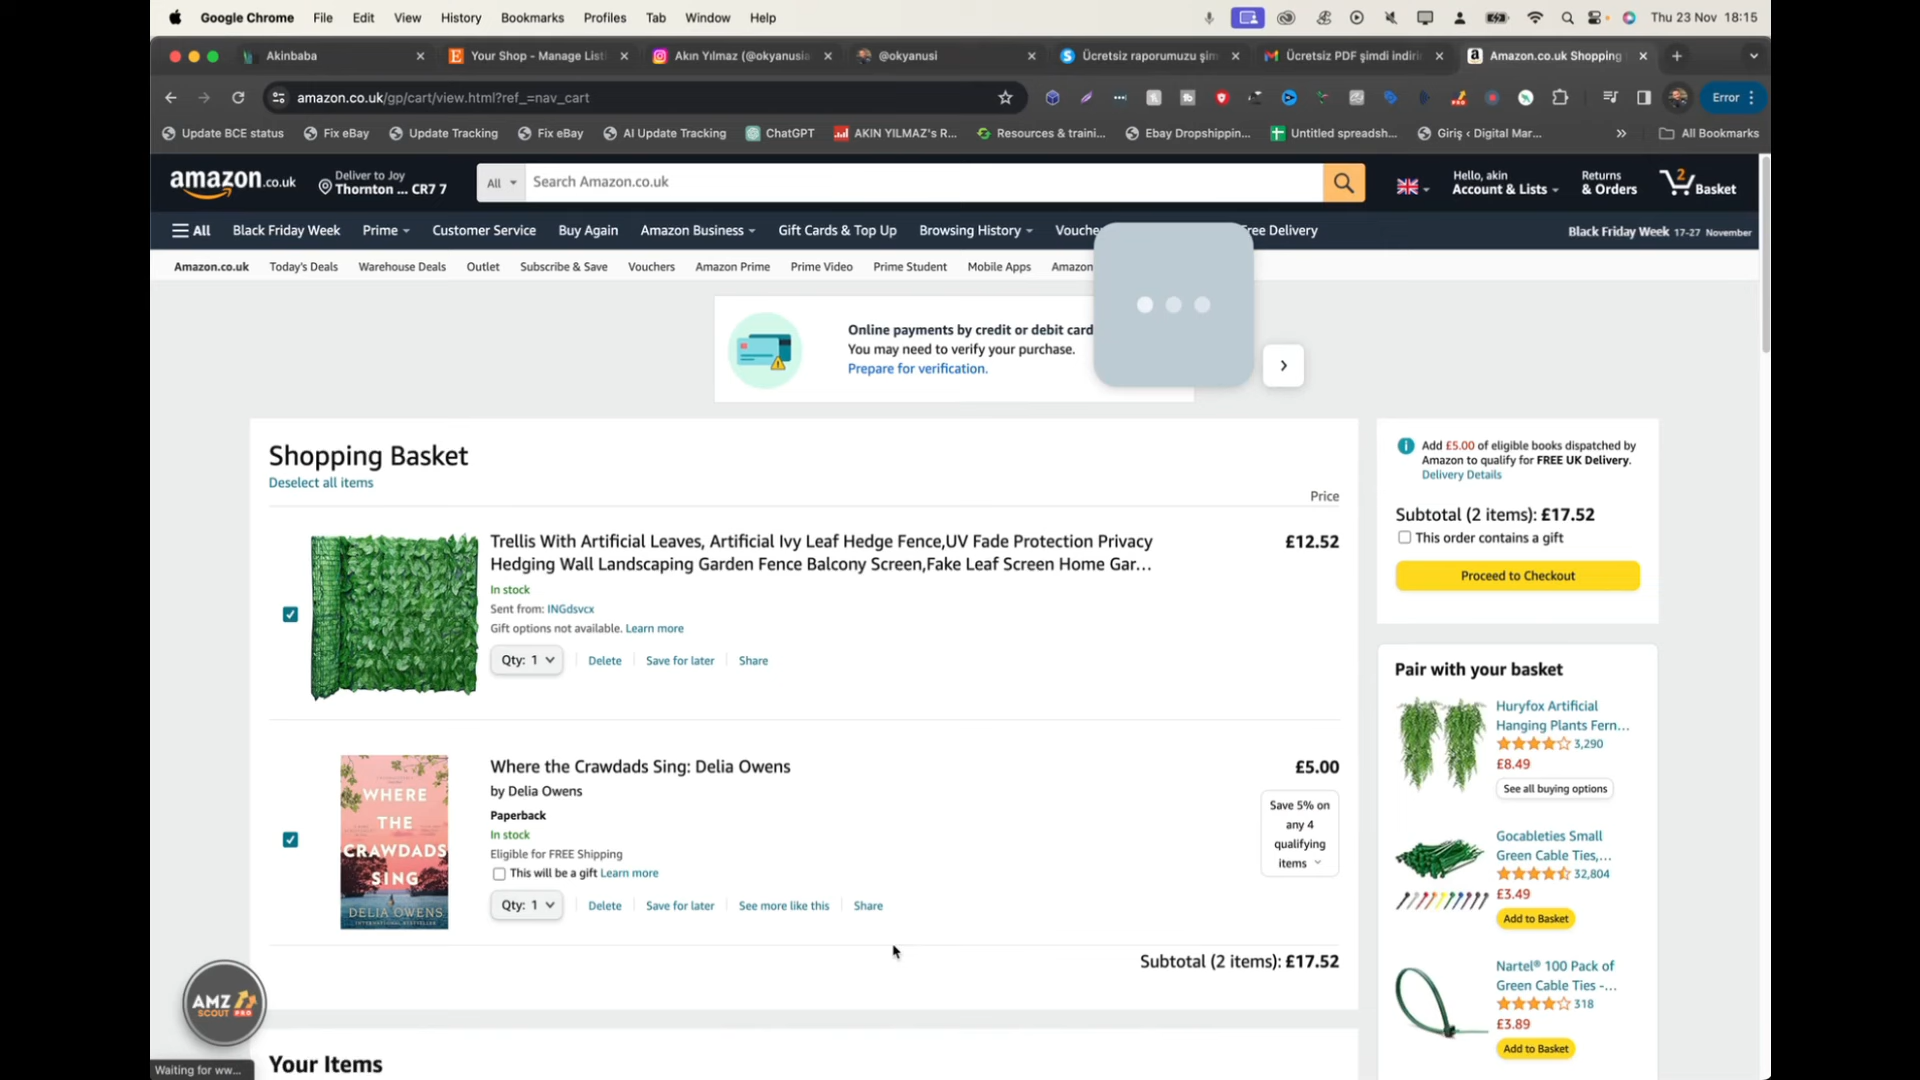 Google Chrome File Edit View History Bookmarks Profiles Tab Window Help Thu 23 Nov 18:15
Akinbaba Your Shop - Manage Listi Akın Yılmaz (@okyanusia @okyanusi Ücretsiz raporumuzu şim Ücretsiz PDF şimdi indirin Amazon.co.uk Shopping
amazon.co.uk/gp/cart/view.html?ref_=nav_cart Error
Update BCE status Fix eBay Update Tracking Fix eBay AI Update Tracking ChatGPT AKIN YILMAZ's R... Resources & traini... Ebay Dropshippin... Untitled spreadsh... Giriş ‹ Digital Mar... » All Bookmarks
amazon.co.uk
Deliver to Joy
Thornton ... CR7 7
All Search Amazon.co.uk
Hello, akin
Account & Lists
Returns
& Orders
2
Basket
All Black Friday Week Prime Customer Service Buy Again Amazon Business Gift Cards & Top Up Browsing History Free Delivery Black Friday Week 17-27 November
Amazon.co.uk Today's Deals Warehouse Deals Outlet Subscribe & Save Vouchers Amazon Prime Prime Video Prime Student Mobile Apps Amazon
Online payments by credit or debit card
You may need to verify your purchase.
Prepare for verification.
Shopping Basket
Deselect all items
Price
Trellis With Artificial Leaves, Artificial Ivy Leaf Hedge Fence,UV Fade Protection Privacy £12.52
Hedging Wall Landscaping Garden Fence Balcony Screen,Fake Leaf Screen Home Gar...
In stock
Sent from: INGdsvcx
Gift options not available. Learn more
Qty: 1 Delete Save for later Share
WHERE
THE
CRAWDADS
SING
DELIA OWENS
Where the Crawdads Sing: Delia Owens £5.00
by Delia Owens
Paperback
In stock
Eligible for FREE Shipping
This will be a gift Learn more
Qty: 1 Delete Save for later See more like this Share
Save 5% on
any 4
qualifying
items
Subtotal (2 items): £17.52
Your Items
Add £5.00 of eligible books dispatched by
Amazon to qualify for FREE UK Delivery.
Delivery Details
Subtotal (2 items): £17.52
This order contains a gift
Proceed to Checkout
Pair with your basket
Huryfox Artificial
Hanging Plants Fern...
3,290
£8.49
See all buying options
Gocableties Small
Green Cable Ties,...
32,804
£3.49
Add to Basket
Nartel® 100 Pack of
Green Cable Ties -...
318
£3.89
Add to Basket
AMZ
SCOUT PRO
Waiting for ww...